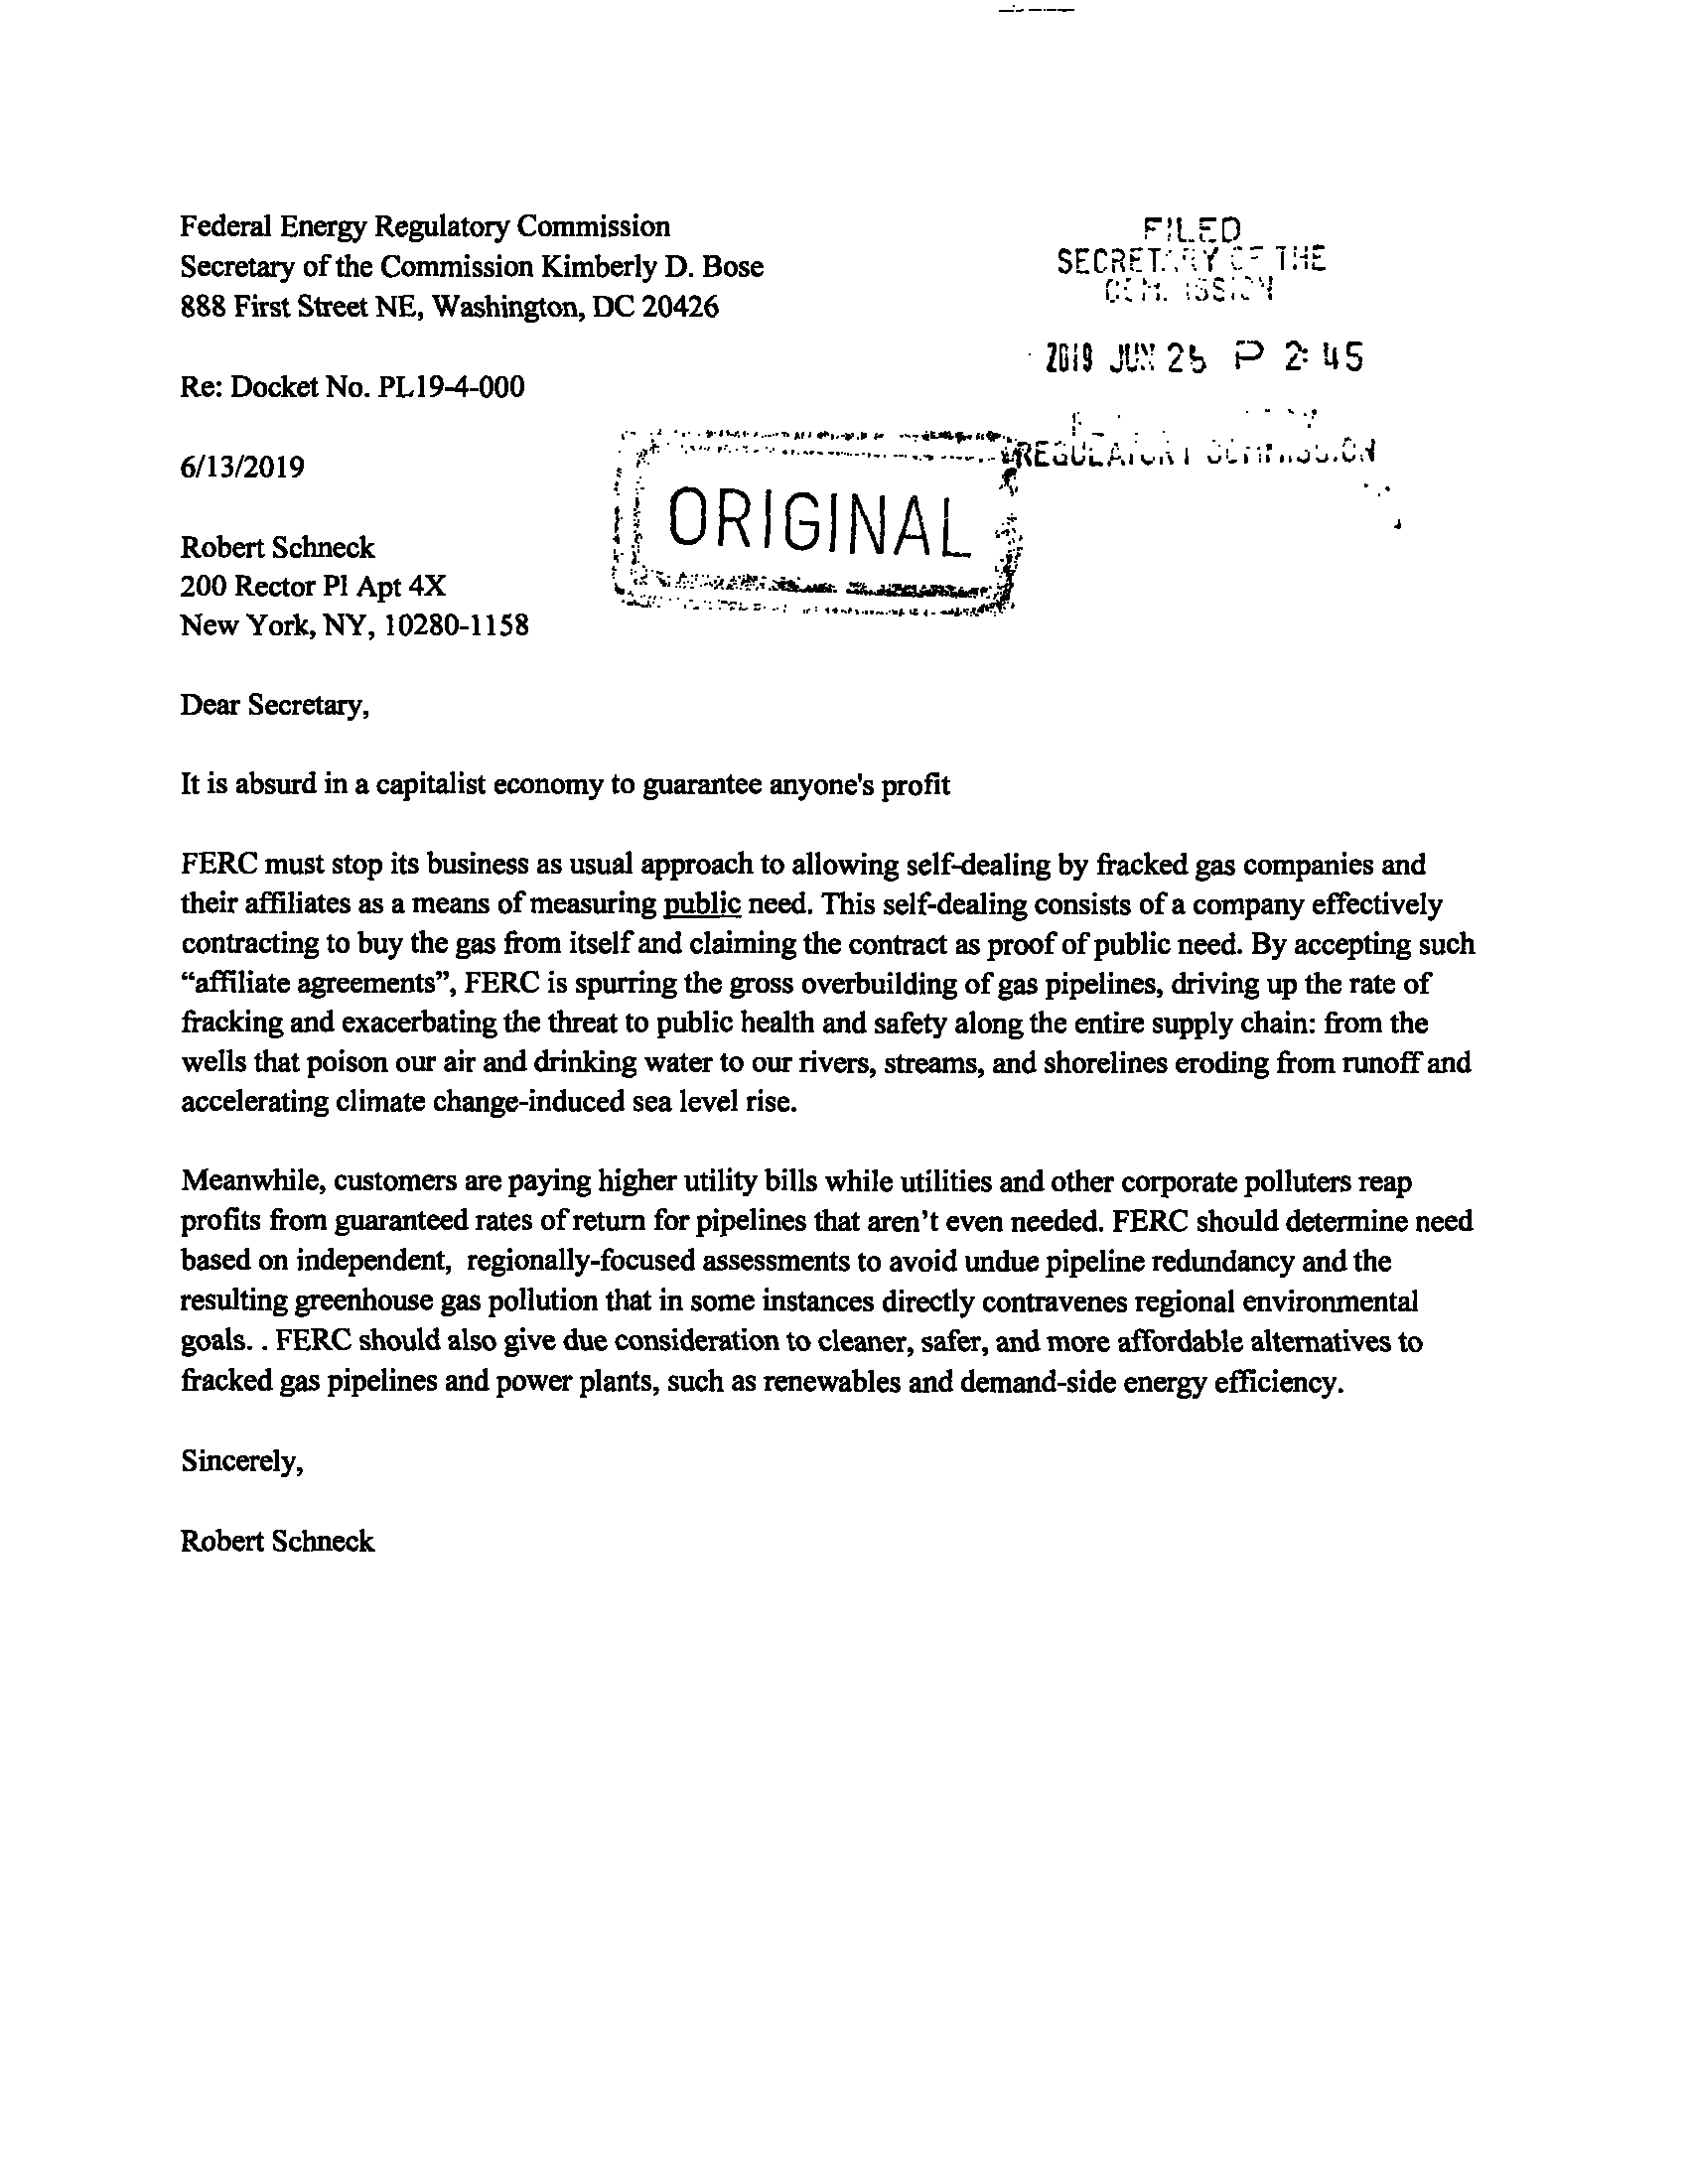 Federal Energy Regulatory Commission
Secretary of the Commission Kimberly D. Bose
888 First Street NE, Washington, DC 20426
FILED
SECRETARY OF THE
COMMISSION
2019 JUN 25 P 2:45
Re: Docket No. PL19-4-000
REGULATORY COMMISSION
6/13/2019
ORIGINAL
Robert Schneck
200 Rector Pl Apt 4X
New York, NY, 10280-1158
Dear Secretary,
It is absurd in a capitalist economy to guarantee anyone's profit
FERC must stop its business as usual approach to allowing self-dealing by fracked gas companies and
their affiliates as a means of measuring public need. This self-dealing consists of a company effectively
contracting to buy the gas from itself and claiming the contract as proof of public need. By accepting such
“affiliate agreements”, FERC is spurring the gross overbuilding of gas pipelines, driving up the rate of
fracking and exacerbating the threat to public health and safety along the entire supply chain: from the
wells that poison our air and drinking water to our rivers, streams, and shorelines eroding from runoff and
accelerating climate change-induced sea level rise.
Meanwhile, customers are paying higher utility bills while utilities and other corporate polluters reap
profits from guaranteed rates of return for pipelines that aren’t even needed. FERC should determine need
based on independent,  regionally-focused assessments to avoid undue pipeline redundancy and the
resulting greenhouse gas pollution that in some instances directly contravenes regional environmental
goals. . FERC should also give due consideration to cleaner, safer, and more affordable alternatives to
fracked gas pipelines and power plants, such as renewables and demand-side energy efficiency.
Sincerely,
Robert Schneck